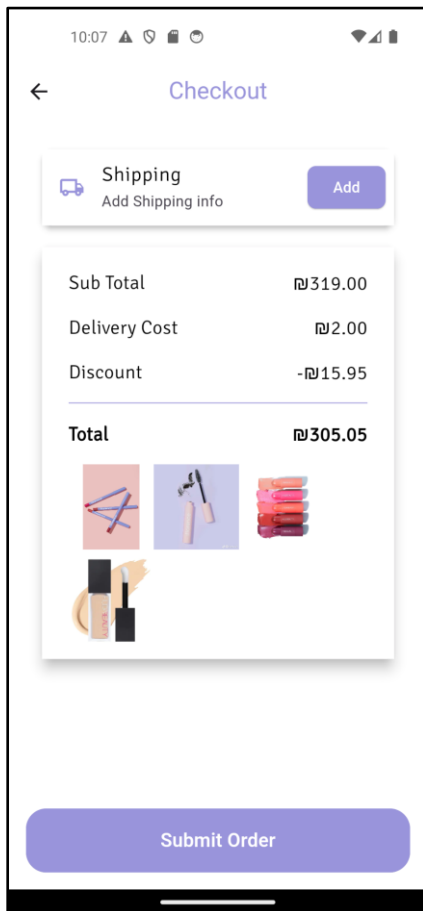 10:07
Checkout
Shipping
Add Shipping info
Add
Sub Total ₪319.00
Delivery Cost ₪2.00
Discount -₪15.95
Total ₪305.05
Submit Order